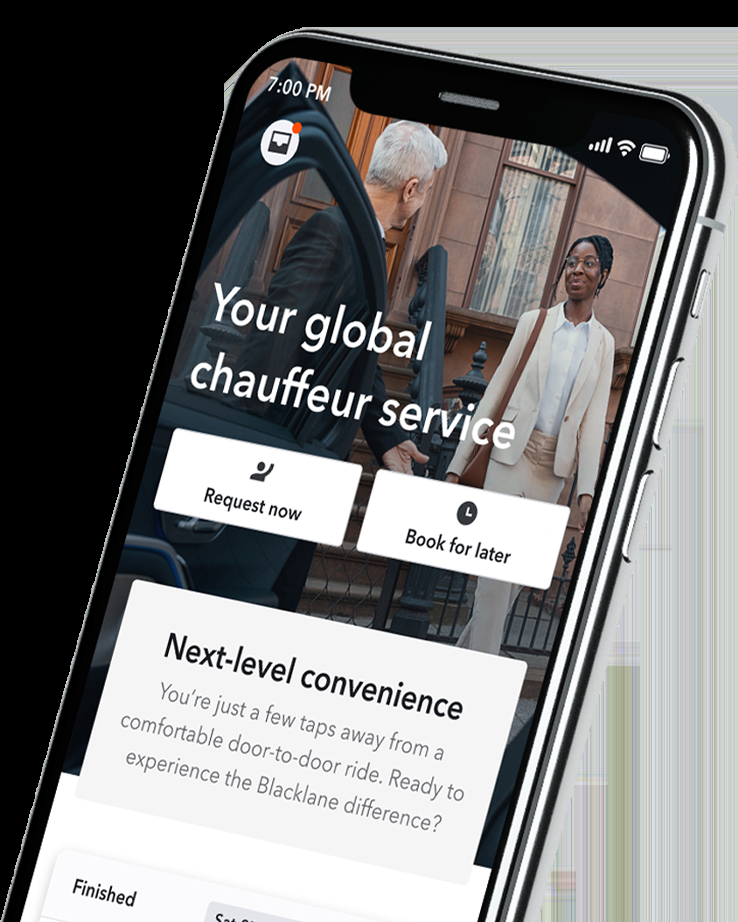 7:00 PM
Your global
chauffeur service
Request now
Book for later
Next-level convenience
You're just a few taps away from a
comfortable door-to-door ride. Ready to
experience the Blacklane difference?
Finished